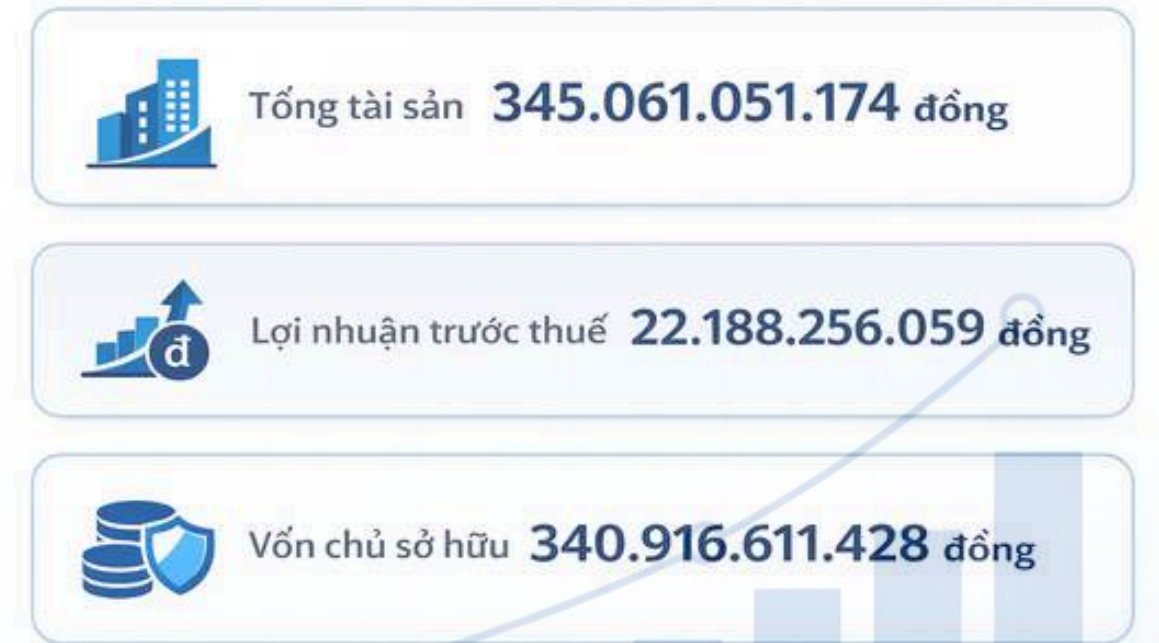 Tổng tài sản 345.061.051.174 đồng
đ
Lợi nhuận trước thuế 22.188.256.059 đồng
Vốn chủ sở hữu 340.916.611.428 đồng